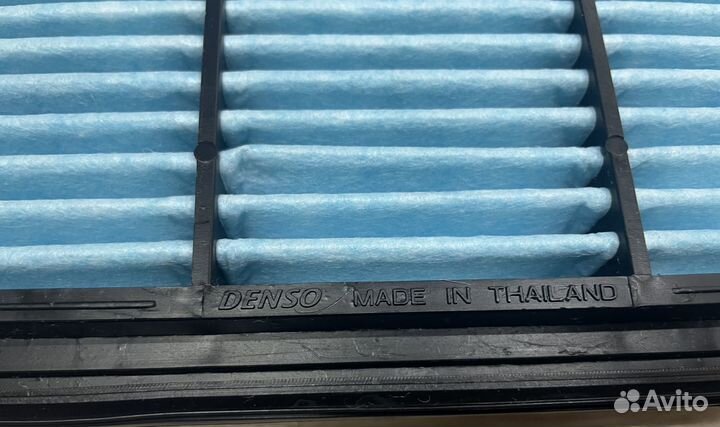 DENSO MADE IN THAILAND
Avito